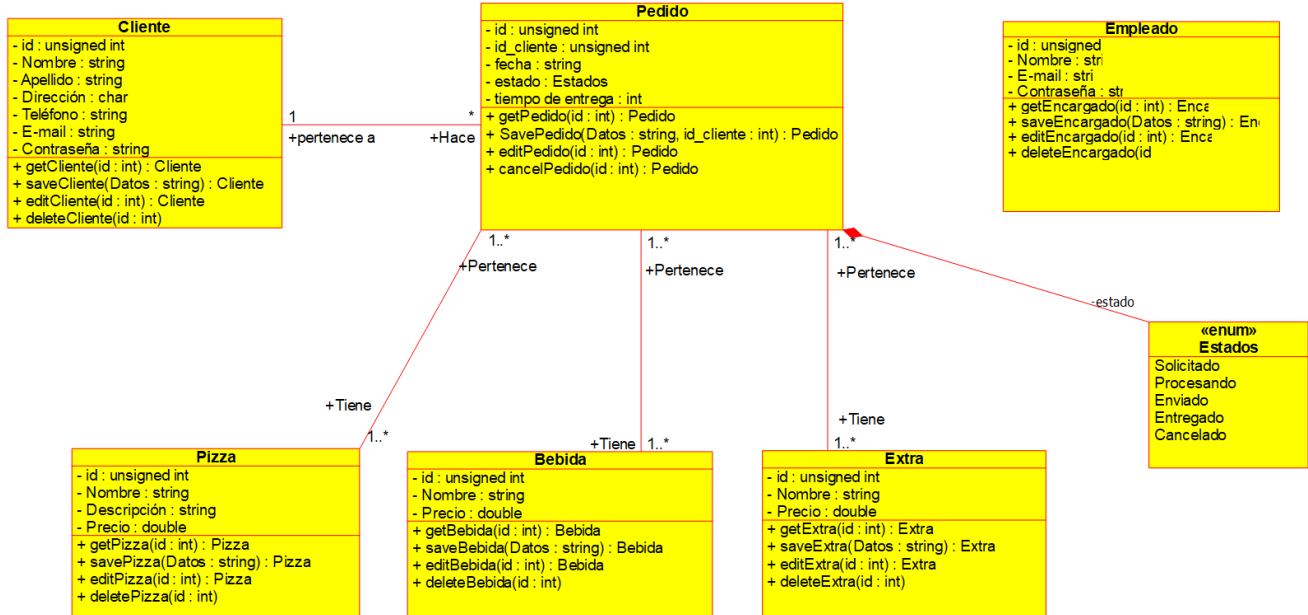 Cliente
- id : unsigned int
- Nombre : string
- Apellido : string
- Dirección : char
- Teléfono : string
- E-mail : string
- Contraseña : string
+ getCliente(id : int) : Cliente
+ saveCliente(Datos : string) : Cliente
+ editCliente(id : int) : Cliente
+ deleteCliente(id : int)
1
+pertenece a
*
+Hace
Pedido
- id : unsigned int
- id_cliente : unsigned int
- fecha : string
- estado : Estados
- tiempo de entrega : int
+ getPedido(id : int) : Pedido
+ SavePedido(Datos : string, id_cliente : int) : Pedido
+ editPedido(id : int) : Pedido
+ cancelPedido(id : int) : Pedido
Empleado
- id : unsigned
- Nombre : stri
- E-mail : stri
- Contraseña : str
+ getEncargado(id : int) : Enca
+ saveEncargado(Datos : string) : En
+ editEncargado(id : int) : Enca
+ deleteEncargado(id
1..*
+Pertenece
1..*
+Pertenece
1..*
+Pertenece
-estado
«enum»
Estados
Solicitado
Procesando
Enviado
Entregado
Cancelado
+Tiene
1..*
+Tiene
1..*
+Tiene
1..*
Pizza
- id : unsigned int
- Nombre : string
- Descripción : string
- Precio : double
+ getPizza(id : int) : Pizza
+ savePizza(Datos : string) : Pizza
+ editPizza(id : int) : Pizza
+ deletePizza(id : int)
Bebida
- id : unsigned int
- Nombre : string
- Precio : double
+ getBebida(id : int) : Bebida
+ saveBebida(Datos : string) : Bebida
+ editBebida(id : int) : Bebida
+ deleteBebida(id : int)
Extra
- id : unsigned int
- Nombre : string
- Precio : double
+ getExtra(id : int) : Extra
+ saveExtra(Datos : string) : Extra
+ editExtra(id : int) : Extra
+ deleteExtra(id : int)